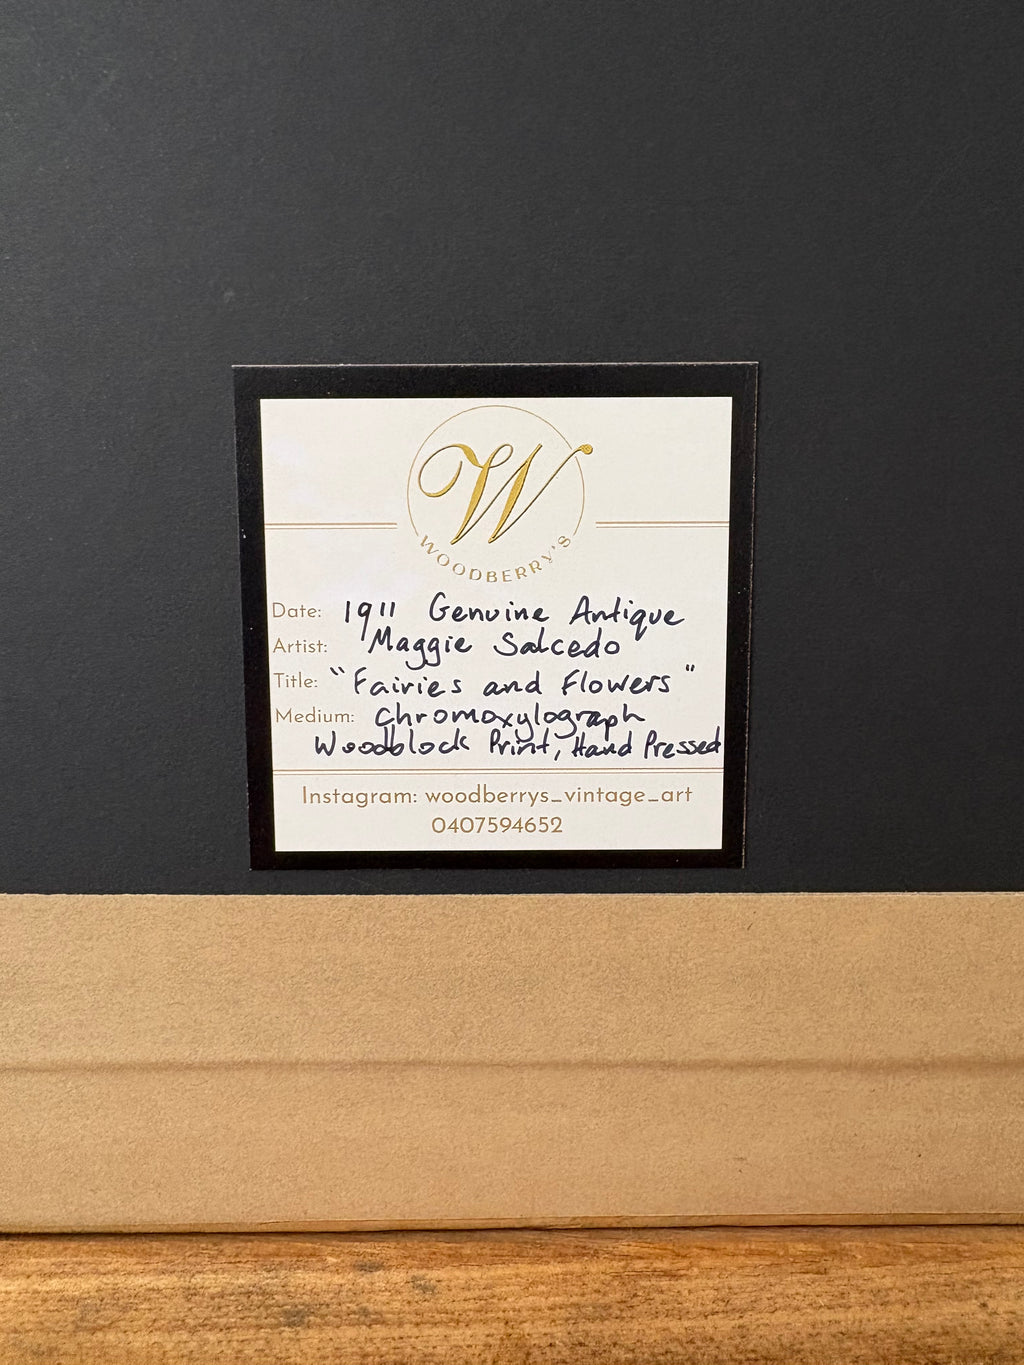 W
WOODBERRY'S
Date: 1911 Genuine Antique
Artist: Maggie Salcedo
Title: "Fairies and Flowers"
Medium: Chromoxylograph
Woodblock Print, Hand Pressed
Instagram: woodberrys_vintage_art
0407594652